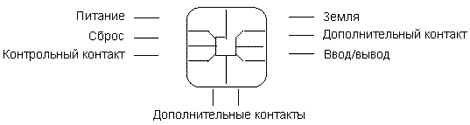 Питание
Сброс
Контрольный контакт
Земля
Дополнительный контакт
Ввод/вывод
Дополнительные контакты